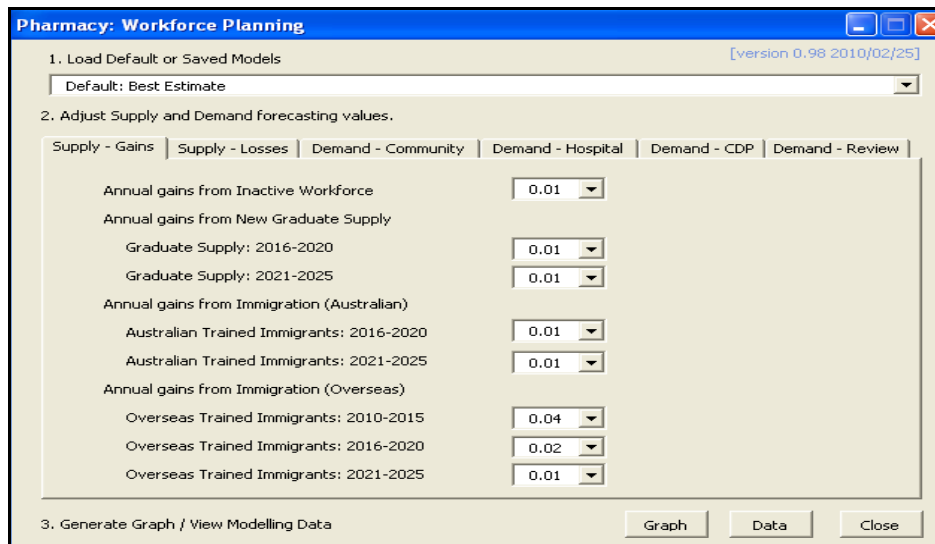 Pharmacy: Workforce Planning
[version 0.98 2010/02/25]
1. Load Default or Saved Models
Default: Best Estimate
2. Adjust Supply and Demand forecasting values.
Supply - Gains Supply - Losses Demand - Community Demand - Hospital Demand - CDP Demand - Review
Annual gains from Inactive Workforce 0.01
Annual gains from New Graduate Supply
Graduate Supply: 2016-2020 0.01
Graduate Supply: 2021-2025 0.01
Annual gains from Immigration (Australian)
Australian Trained Immigrants: 2016-2020 0.01
Australian Trained Immigrants: 2021-2025 0.01
Annual gains from Immigration (Overseas)
Overseas Trained Immigrants: 2010-2015 0.04
Overseas Trained Immigrants: 2016-2020 0.02
Overseas Trained Immigrants: 2021-2025 0.01
3. Generate Graph / View Modelling Data Graph Data Close